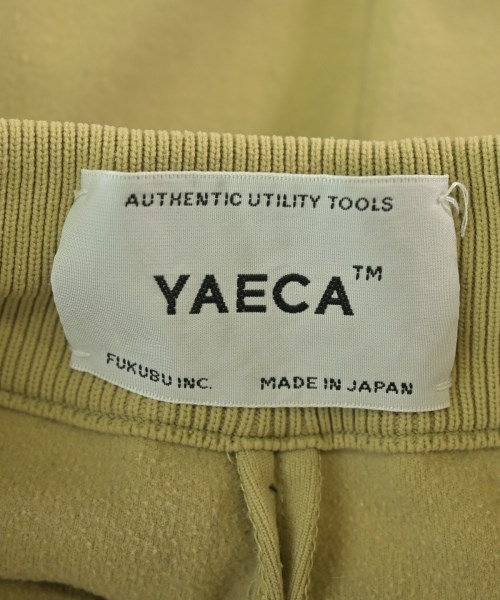 AUTHENTIC UTILITY TOOLS
YAECA™
FUKUBU INC. MADE IN JAPAN